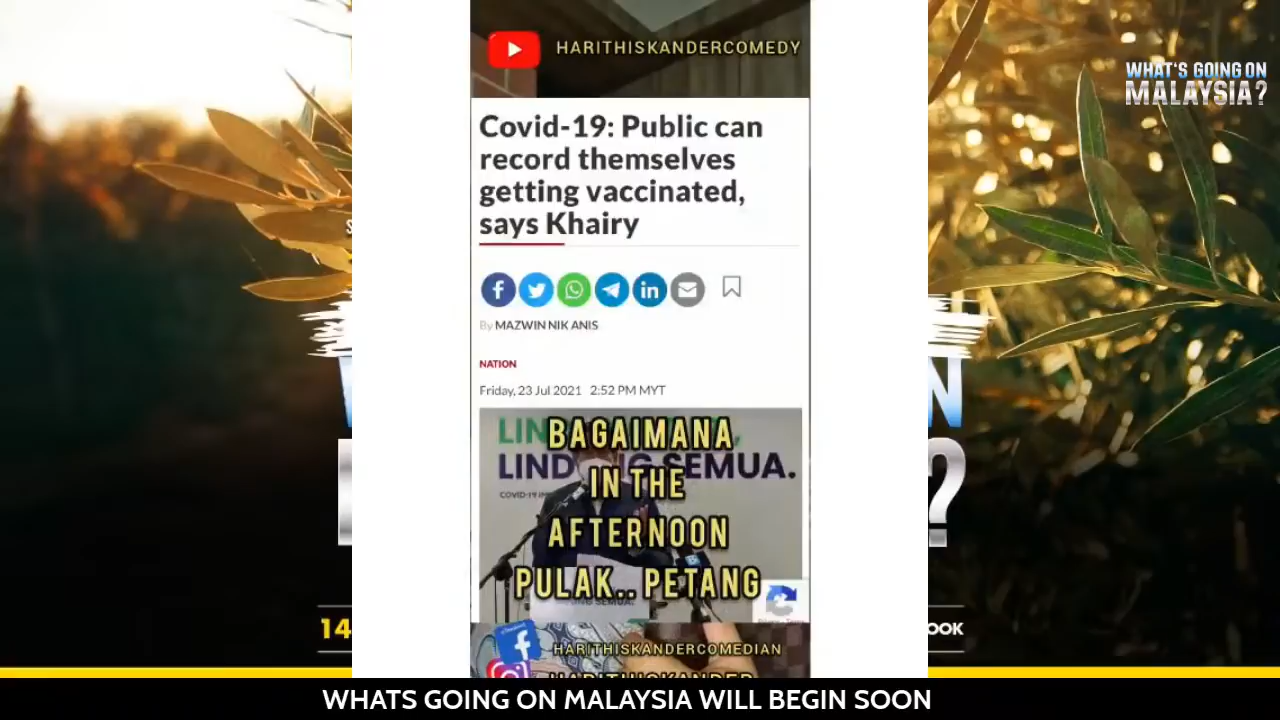 HARITHISKANDERCOMEDY
WHAT'S GOING ON
MALAYSIA?
Covid-19: Public can
record themselves
getting vaccinated,
says Khairy
By MAZWIN NIK ANIS
NATION
Friday, 23 Jul 2021 2:52 PM MYT
SEMUA.
BAGAIMANA
IN THE
AFTERNOON
PULAK.. PETANG
14
HARITHISKANDERCOMEDIAN
WHATS GOING ON MALAYSIA WILL BEGIN SOON